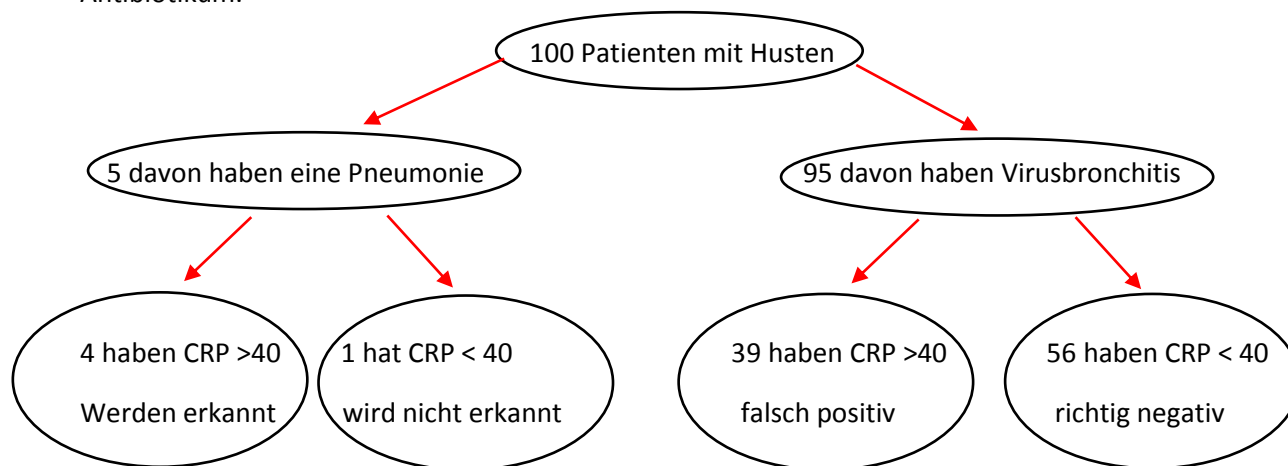 Antibiotikum.
100 Patienten mit Husten
5 davon haben eine Pneumonie
95 davon haben Virusbronchitis
4 haben CRP >40
Werden erkannt
1 hat CRP < 40
wird nicht erkannt
39 haben CRP >40
falsch positiv
56 haben CRP < 40
richtig negativ